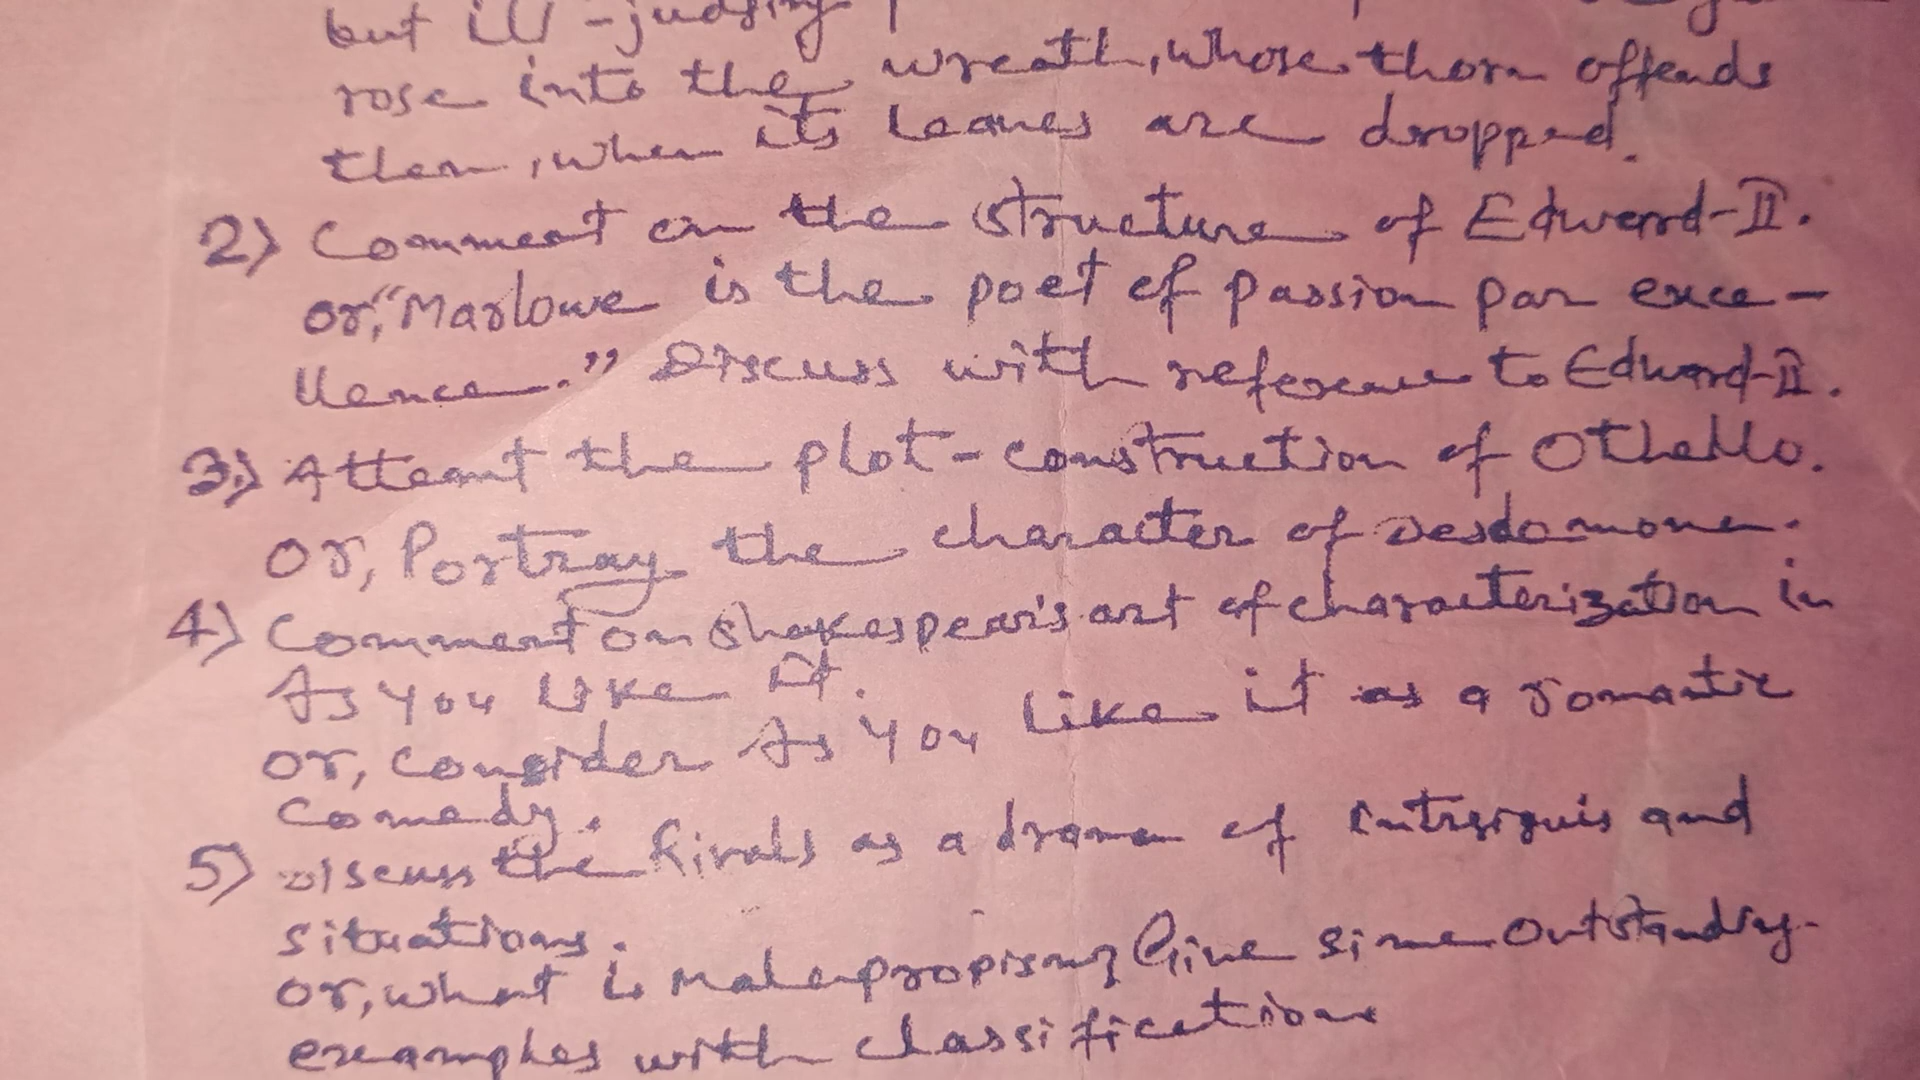 but ill-judging
rose into the wreath, whose thorn offends
then, when its leaves are dropped.
2) Comment on the structure of Edward-II.
or, "Marlowe is the poet of passion par exce-
llence." Discuss with reference to Edward-II.
3) Attempt the plot-construction of Othello.
or, Portray the character of Desdemona.
4) Comment on Shakespear's art of characterization in
As you like it.
or, consider As you like it as a romantic
comedy.
5) Discuss the Rivals as a drama of and
situations.
or, what is Malapropism? Give some outstanding
examples with classification